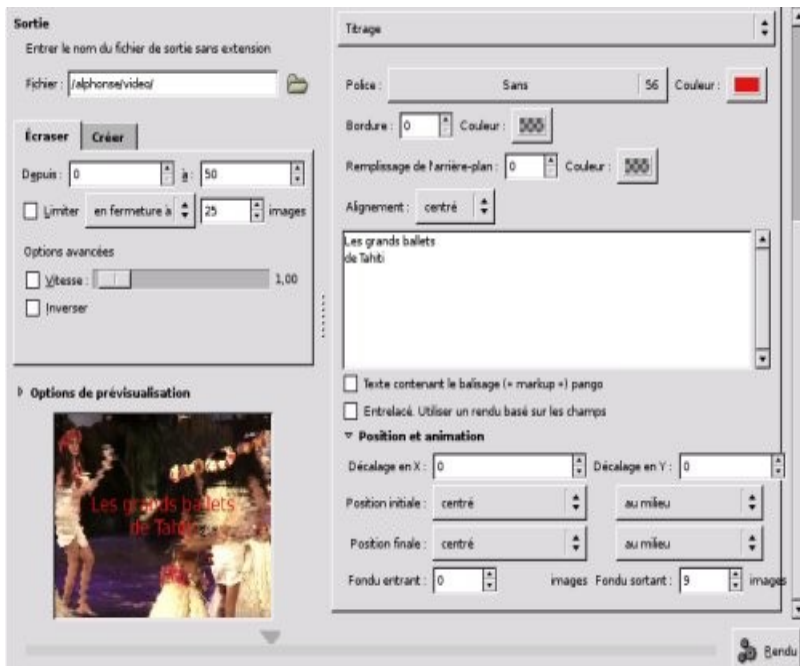 Sortie
Entrer le nom du fichier de sortie sans extension
Fichier : /alphonse/video/
Écraser Créer
Depuis : 0 à : 50
Limiter en fermeture à 25 images
Options avancées
Vitesse : 1,00
Inverser
Options de prévisualisation
Les grands ballets
de Tahiti
Titrage
Police : Sans 56 Couleur :
Bordure : 0 Couleur :
Remplissage de l'arrière-plan : 0 Couleur :
Alignement : centré
Les grands ballets
de Tahiti
Texte contenant le balisage (« markup ») pango
Entrelacé. Utiliser un rendu basé sur les champs
Position et animation
Décalage en X : 0 Décalage en Y : 0
Position initiale : centré au milieu
Position finale : centré au milieu
Fondu entrant : 0 images Fondu sortant : 9 images
Rendu